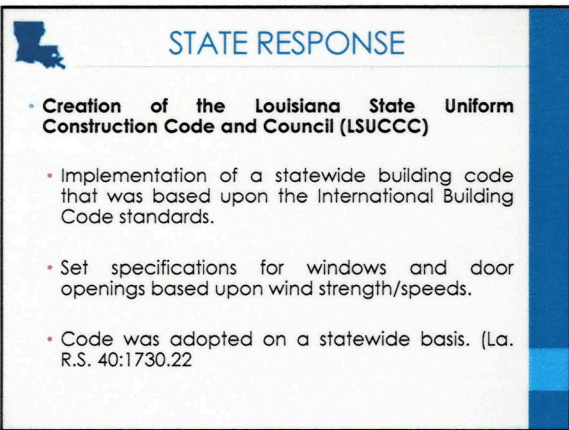 STATE RESPONSE
• Creation of the Louisiana State Uniform
Construction Code and Council (LSUCCC)
• Implementation of a statewide building code
that was based upon the International Building
Code standards.
• Set specifications for windows and door
openings based upon wind strength/speeds.
• Code was adopted on a statewide basis. (La.
R.S. 40:1730.22